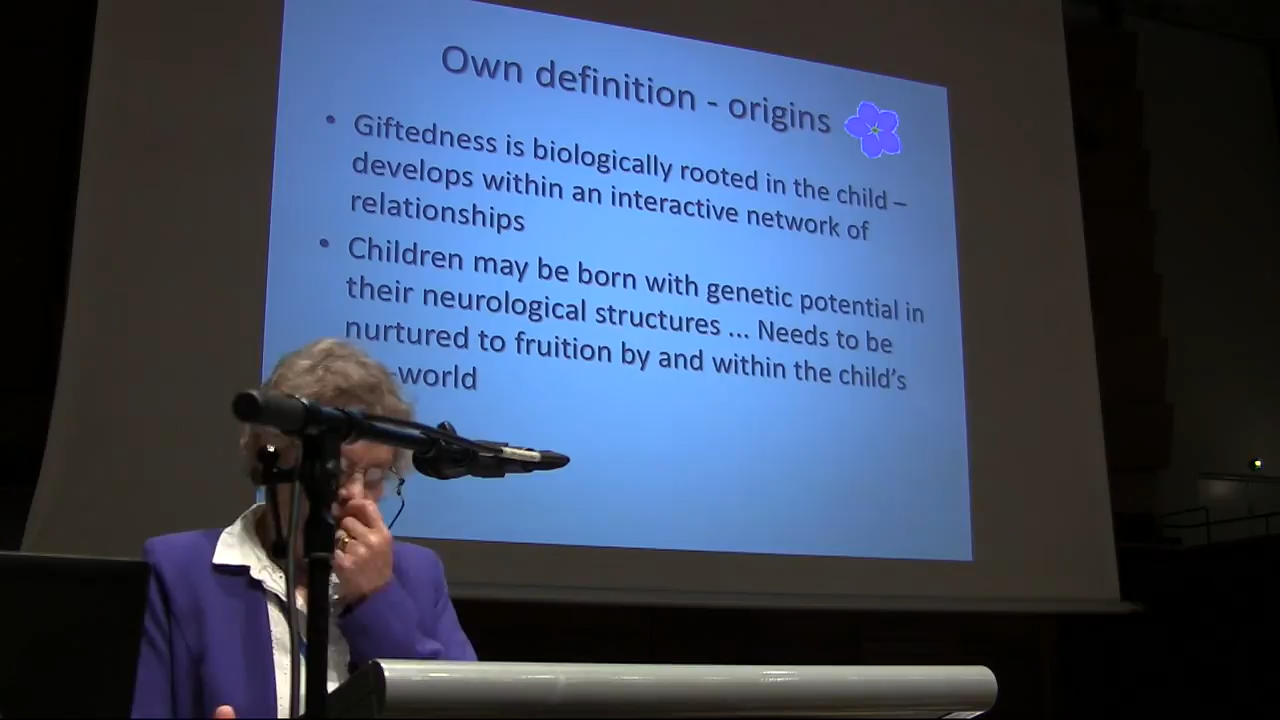 Own definition - origins
• Giftedness is biologically rooted in the child –
develops within an interactive network of
relationships
• Children may be born with genetic potential in
their neurological structures ... Needs to be
nurtured to fruition by and within the child's
-world